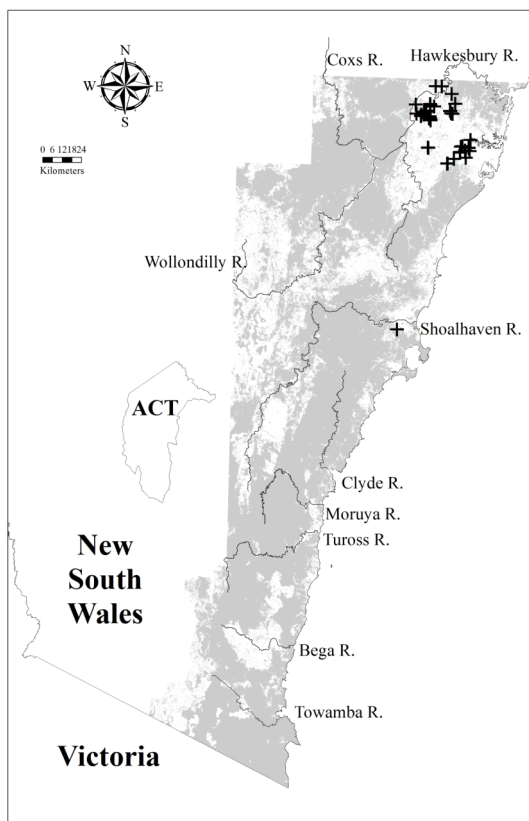 Coxs R.
Hawkesbury R.
N
W
E
S
0 6 121824
Kilometers
Wollondilly R.
Shoalhaven R.
ACT
Clyde R.
Moruya R.
Tuross R.
New
South
Wales
Bega R.
Towamba R.
Victoria